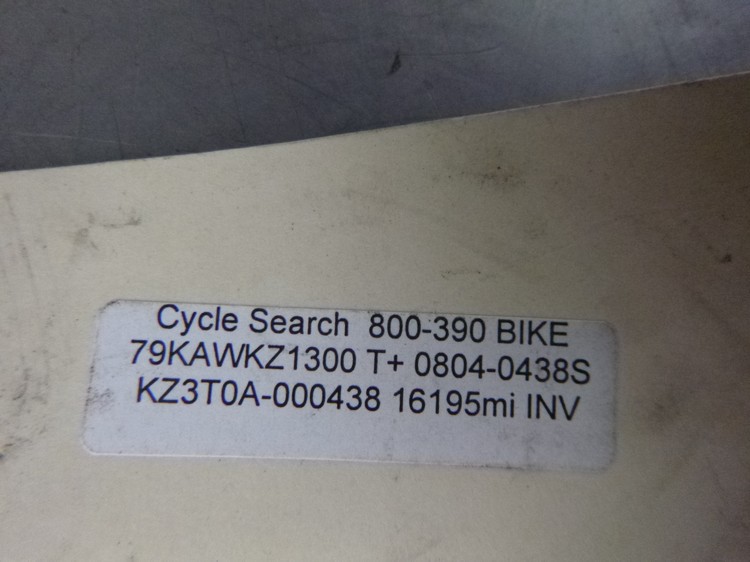 Cycle Search 800-390 BIKE
79KAWKZ1300 T+ 0804-0438S
KZ3T0A-000438 16195mi INV